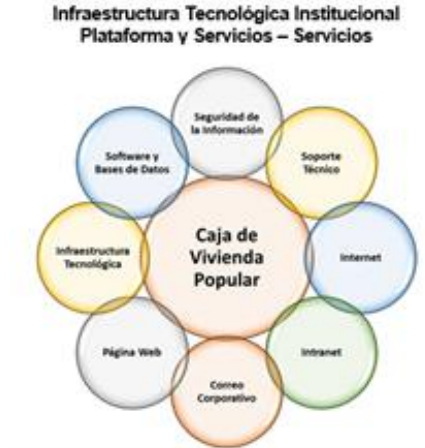 Infraestructura Tecnológica Institucional
Plataforma y Servicios – Servicios
Seguridad de
la Información
Software y
Bases de Datos
Soporte
Técnico
Caja de
Vivienda
Popular
Infraestructura
Tecnológica
Internet
Página Web
Intranet
Correo
Corporativo